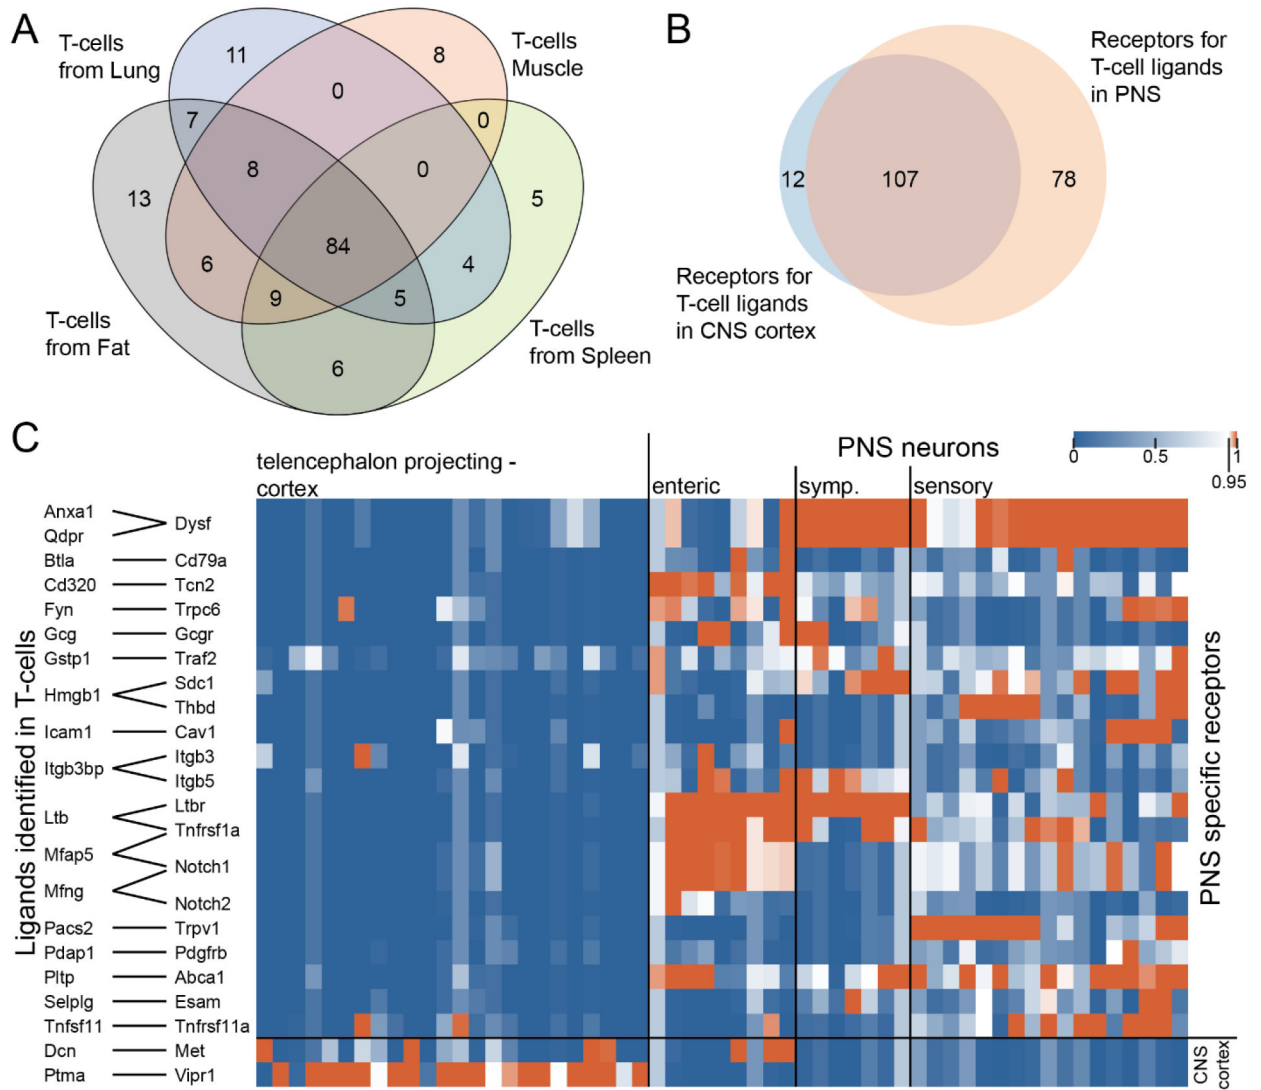 A
T-cells
from Lung
11
8
T-cells
Muscle
0
7
0
8
0
13
5
84
6
4
9
5
T-cells
from Fat
T-cells
from Spleen
6
B
Receptors for
T-cell ligands
in PNS
12
107
78
Receptors for
T-cell ligands
in CNS cortex
C
telencephalon projecting -
cortex
PNS neurons
enteric
symp.
sensory
0
0.5
1
0.95
Ligands identified in T-cells
Anxa1
Qdpr
Dysf
Btla
Cd79a
Cd320
Tcn2
Fyn
Trpc6
Gcg
Gcgr
Gstp1
Traf2
Hmgb1
Sdc1
Thbd
Icam1
Cav1
Itgb3bp
Itgb3
Itgb5
Ltb
Ltbr
Tnfrsf1a
Mfap5
Notch1
Mfng
Notch2
Pacs2
Trpv1
Pdap1
Pdgfrb
Pltp
Abca1
Selplg
Esam
Tnfsf11
Tnfrsf11a
Dcn
Met
Ptma
Vipr1
PNS specific receptors
CNS
cortex